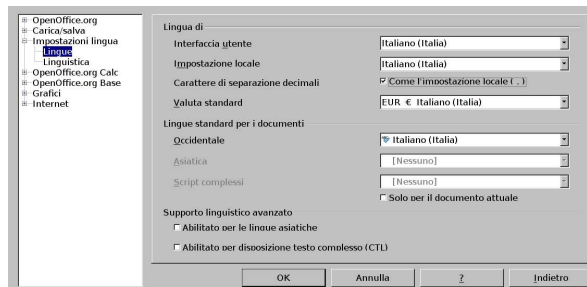 OpenOffice.org
Carica/salva
Impostazioni lingua
Lingue
Linguistica
OpenOffice.org Calc
OpenOffice.org Base
Grafici
Internet
Lingua di
Interfaccia utente Italiano (Italia)
Impostazione locale Italiano (Italia)
Carattere di separazione decimali Come l'impostazione locale ( , )
Valuta standard EUR € Italiano (Italia)
Lingue standard per i documenti
Occidentale Italiano (Italia)
Asiatica [Nessuno]
Script complessi [Nessuno]
Solo per il documento attuale
Supporto linguistico avanzato
Abilitato per le lingue asiatiche
Abilitato per disposizione testo complesso (CTL)
OK Annulla ? Indietro